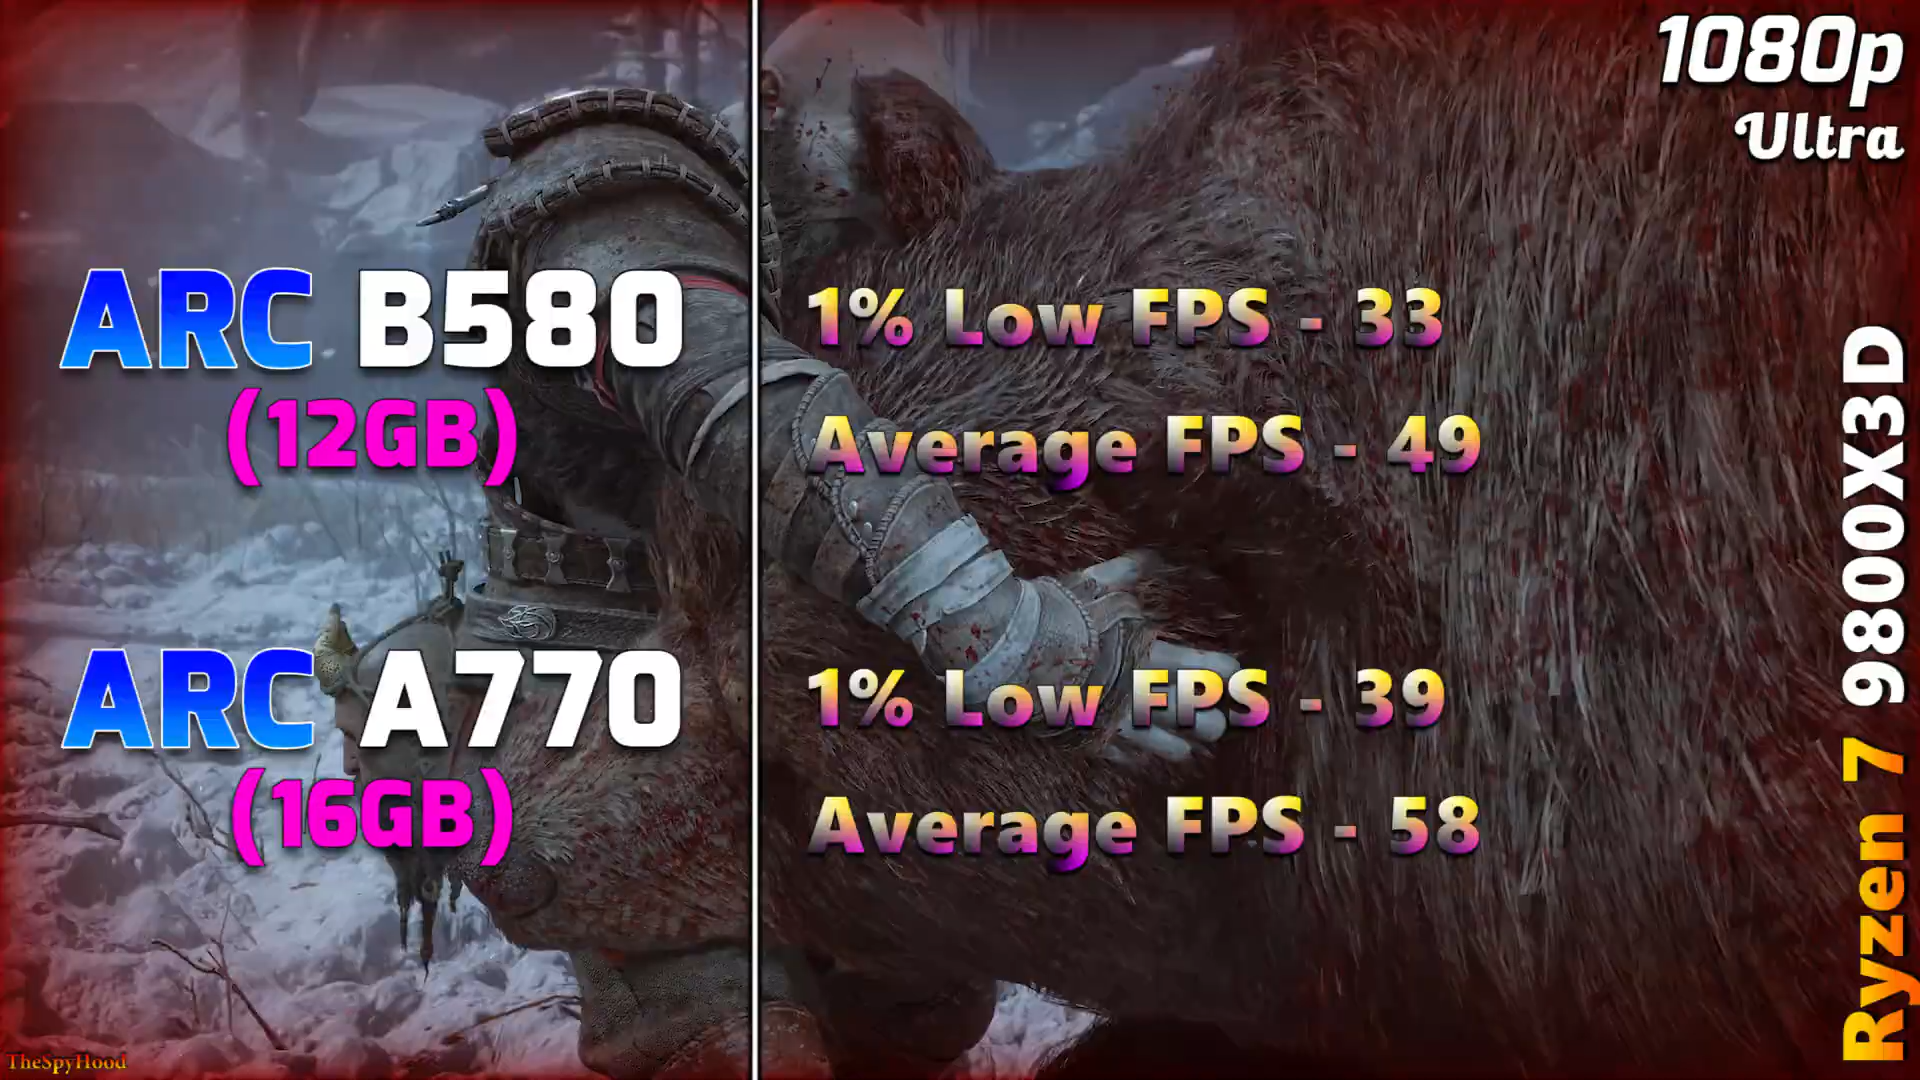 1080p
Ultra
ARC B580
(12GB)
1% Low FPS - 33
Average FPS - 49
ARC A770
(16GB)
1% Low FPS - 39
Average FPS - 58
Ryzen 7 9800X3D
TheSpyHood